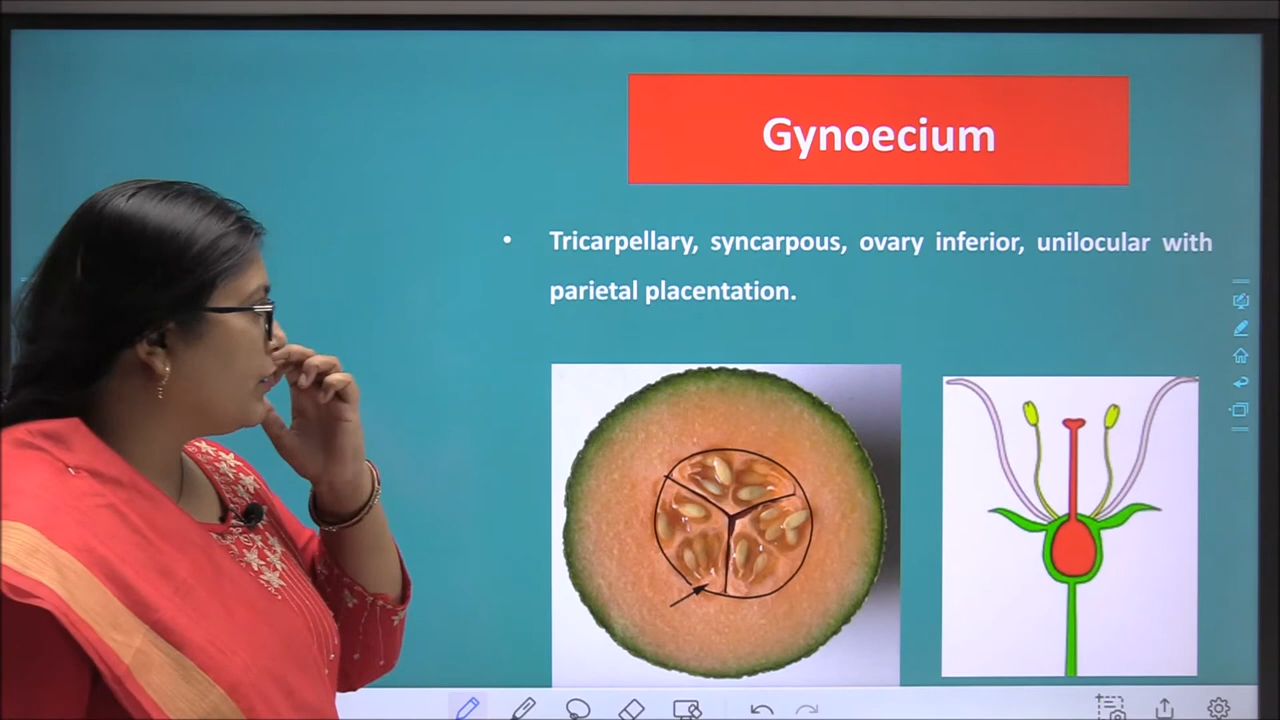 Gynoecium
• Tricarpellary, syncarpous, ovary inferior, unilocular with
parietal placentation.